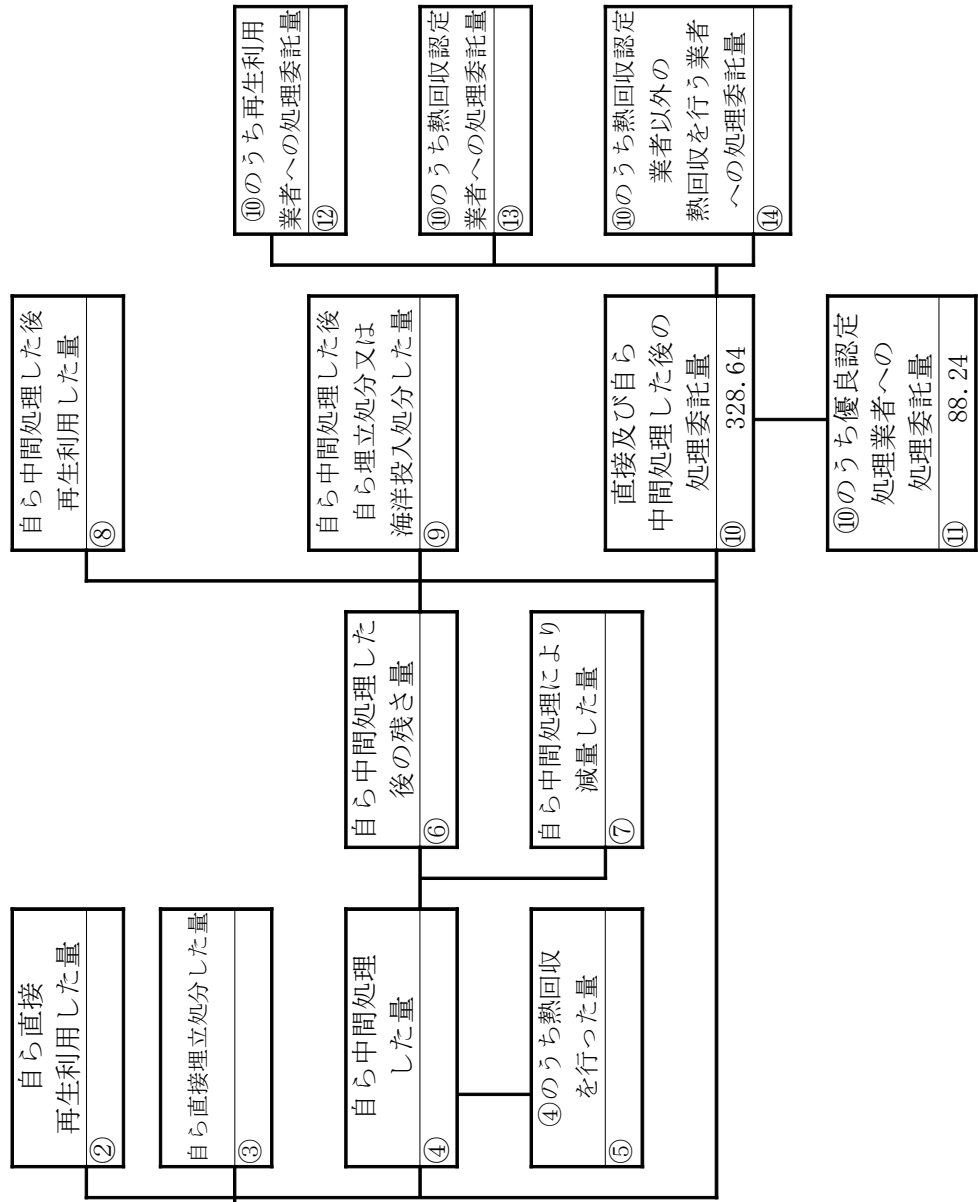 自ら直接
再生利用した量
②
自ら直接埋立処分した量
③
自ら中間処理
した量
④
④のうち熱回収
を行った量
⑤
自ら中間処理した
後の残さ量
⑥
自ら中間処理により
減量した量
⑦
自ら中間処理した後
再生利用した量
⑧
自ら中間処理した後
自ら埋立処分又は
海洋投入処分した量
⑨
直接及び自ら
中間処理した後の
処理委託量
⑩ 328.64
⑩のうち優良認定
処理業者への
処理委託量
⑪ 88.24
⑩のうち再生利用
業者への処理委託量
⑫
⑩のうち熱回収認定
業者への処理委託量
⑬
⑩のうち熱回収認定
業者以外の
熱回収を行う業者
への処理委託量
⑭